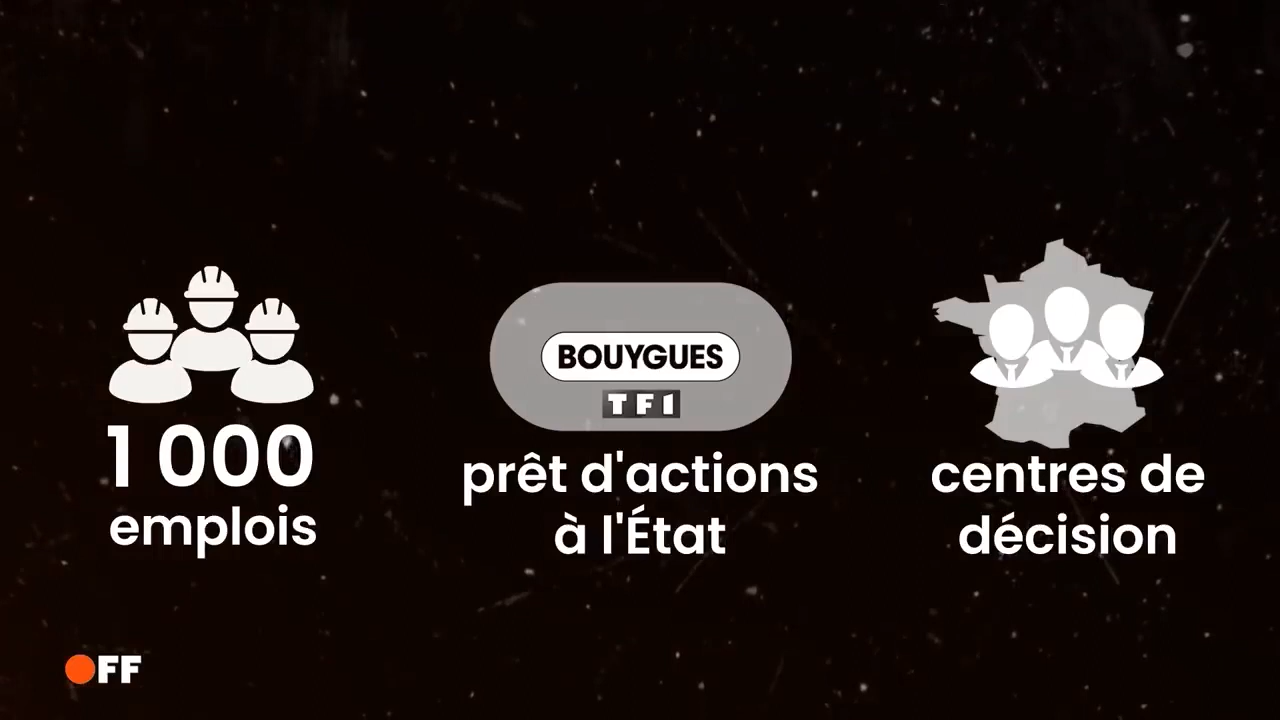 1 000
emplois
BOUYGUES
TF1
prêt d'actions
à l'État
centres de
décision
OFF